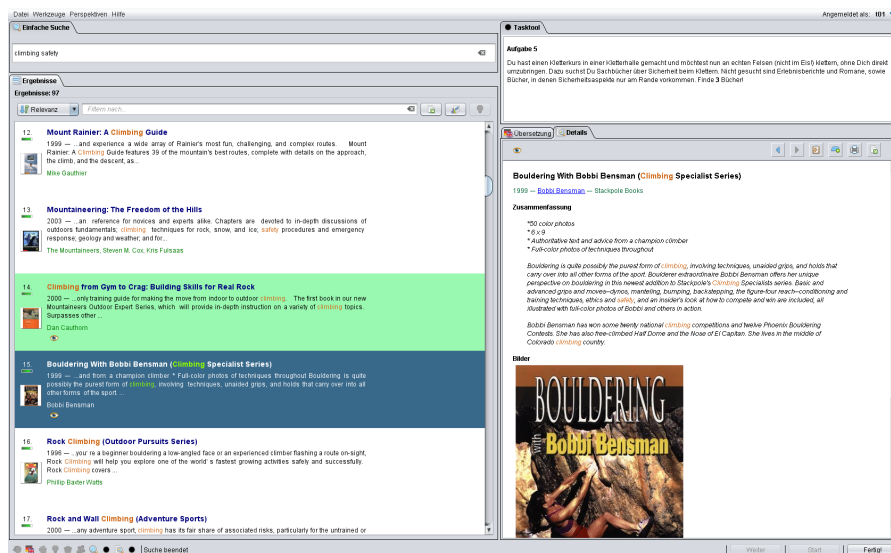 Datei Werkzeuge Perspektiven Hilfe
Angemeldet als: t01
Einfache Suche
climbing safety
Ergebnisse
Ergebnisse: 97
Relevanz
Filtern nach...
12.
Mount Rainier: A Climbing Guide
1999 — ...and experience a wide array of Rainier's most fun, challenging, and complex routes. Mount
Rainier: A Climbing Guide features 39 of the mountain's best routes, complete with details on the approach,
the climb, and the descent, as...
Mike Gauthier
13.
Mountaineering: The Freedom of the Hills
2003 — ...an reference for novices and experts alike. Chapters are devoted to in-depth discussions of
outdoors fundamentals; climbing techniques for rock, snow, and ice; safety procedures and emergency
response; geology and weather; and for...
The Mountaineers, Steven M. Cox, Kris Fulsaas
14.
Climbing from Gym to Crag: Building Skills for Real Rock
2000 — ...only training guide for making the move from indoor to outdoor climbing. The first book in our new
Mountaineers Outdoor Expert Series, which will provide in-depth instruction on a variety of climbing topics.
Surpasses other ...
Dan Cauthorn
15.
Bouldering With Bobbi Bensman (Climbing Specialist Series)
1999 — ...and from a champion climber * Full-color photos of techniques throughout Bouldering is quite
possibly the purest form of climbing, involving techniques, unaided grips, and holds that carry over into all
other forms of the sport. ...
Bobbi Bensman
16.
Rock Climbing (Outdoor Pursuits Series)
1996 — ...you' re a beginner bouldering a low-angled face or an experienced climber flashing a route on-sight,
Rock Climbing will help you explore one of the world' s fastest growing activities safely and successfully.
Rock Climbing covers ...
Phillip Baxter Watts
17.
Rock and Wall Climbing (Adventure Sports)
2000 — ...any adventure sport, climbing has its fair share of associated risks, particularly for the untrained or
Suche beendet
Tasktool
Aufgabe 5
Du hast einen Kletterkurs in einer Kletterhalle gemacht und möchtest nun an echten Felsen (nicht im Eis!) klettern, ohne Dich direkt
umzubringen. Dazu suchst Du Sachbücher über Sicherheit beim Klettern. Nicht gesucht sind Erlebnisberichte und Romane, sowie
Bücher, in denen Sicherheitsaspekte nur am Rande vorkommen. Finde 3 Bücher!
Übersetzung
Details
Bouldering With Bobbi Bensman (Climbing Specialist Series)
1999 — Bobbi Bensman — Stackpole Books
Zusammenfassung
*50 color photos
* 6 x 9
* Authoritative text and advice from a champion climber
* Full-color photos of techniques throughout
Bouldering is quite possibly the purest form of climbing, involving techniques, unaided grips, and holds that
carry over into all other forms of the sport. Boulderer extraordinaire Bobbi Bensman offers her unique
perspective on bouldering in this newest addition to Stackpole's Climbing Specialists series. Basic and
advanced grips and moves--dynos, manteling, bumping, backstepping, the figure-four reach--conditioning and
training techniques, ethics and safety, and an insider's look at how to compete and win are included, all
illustrated with full-color photos of Bobbi and others in action.
Bobbi Bensman has won some twenty national climbing competitions and twelve Phoenix Bouldering
Contests. She has also free-climbed Half Dome and the Nose of El Capitan. She lives in the middle of
Colorado climbing country.
Bilder
BOULDERING
with Bobbi Bensman
Weiter
Start
Fertig!